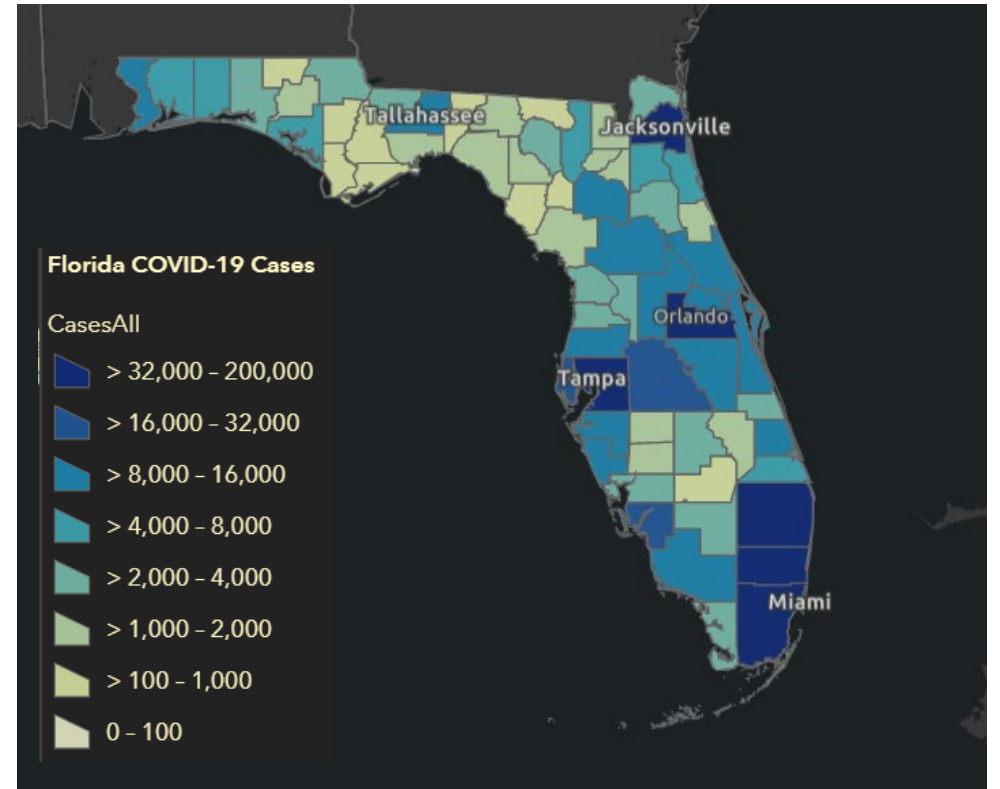 Tallahassee
Jacksonville
Florida COVID-19 Cases
CasesAll
Orlando
> 32,000 – 200,000
Tampa
> 16,000 – 32,000
> 8,000 – 16,000
> 4,000 – 8,000
> 2,000 – 4,000
Miami
> 1,000 – 2,000
> 100 – 1,000
0 – 100